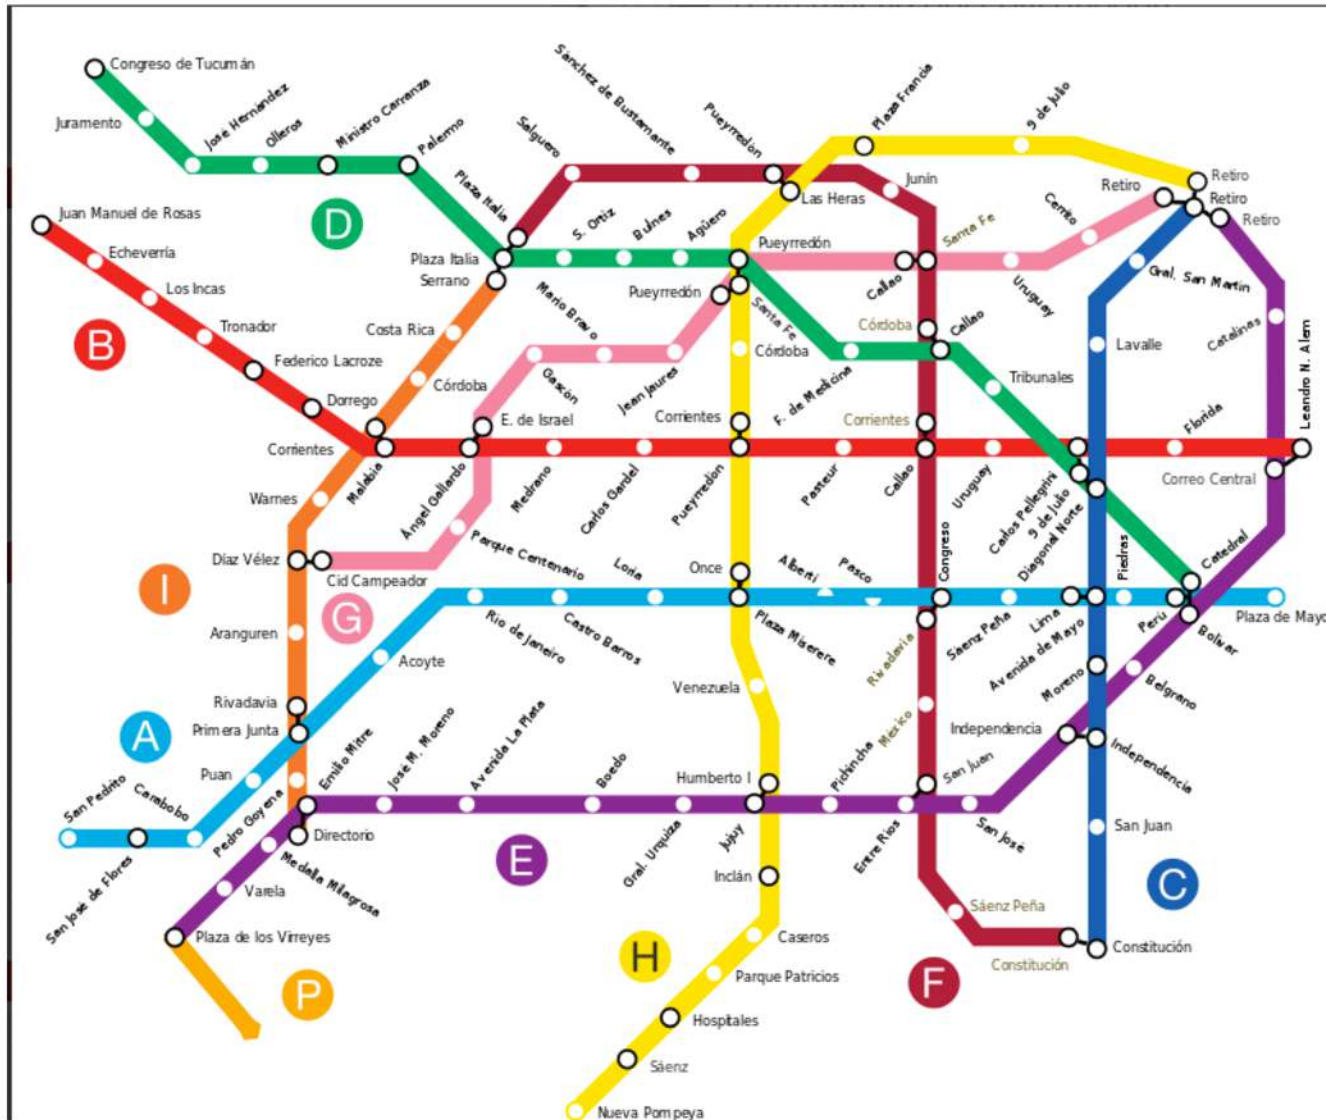 Congreso de Tucumán
Juramento
José Hernández
Olleros
Ministro Carranza
Palermo
Plaza Italia
Salguero
Sánchez de Bustamante
Pueyrredon
Las Heras
Plaza Francia
9 de Julio
Junín
Retiro
Retiro
Retiro
Retiro
Cerrito
Santa Fe
Juan Manuel de Rosas
Echeverría
Los Incas
Tronador
Federico Lacroze
Dorrego
D
B
Plaza Italia
Serrano
S. Ortiz
Bulnes
Agüero
Pueyrredón
Pueyrredón
Santa Fe
Callao
Uruguay
Gral. San Martín
Catalinas
Leandro N. Alem
Costa Rica
Córdoba
Mario Bravo
Gascón
Jean Jaures
Córdoba
F. de Medicina
Córdoba
Callao
Tribunales
Lavalle
Florida
Corrientes
Malabia
E. de Israel
Ángel Gallardo
Medrano
Carlos Gardel
Corrientes
Pueyrredon
Pasteur
Corrientes
Callao
Uruguay
Carlos Pellegrini
9 de Julio
Diagonal Norte
Correo Central
Warnes
Díaz Vélez
Cid Campeador
I
G
Aranguren
Parque Centenario
Loria
Once
Alberti
Pasco
Congreso
Piedras
Catedral
Río de Janeiro
Castro Barros
Plaza Miserere
Rivadavia
Sáenz Peña
Lima
Avenida de Mayo
Perú
Bolívar
Plaza de Mayo
Acoyte
Rivadavia
Primera Junta
A
Puan
San Pedrito
Carabobo
San José de Flores
Pedro Goyena
Emilio Mitre
José M. Moreno
Avenida La Plata
Boedo
Gral. Urquiza
Venezuela
Humberto I
Jujuy
Pichincha
Mexico
San Juan
Entre Ríos
San José
Independencia
Moreno
Belgrano
Independencia
San Juan
Directorio
Medalla Milagrosa
Varela
Plaza de los Virreyes
E
C
P
H
F
Inclán
Caseros
Parque Patricios
Hospitales
Sáenz
Nueva Pompeya
Sáenz Peña
Constitución
Constitución